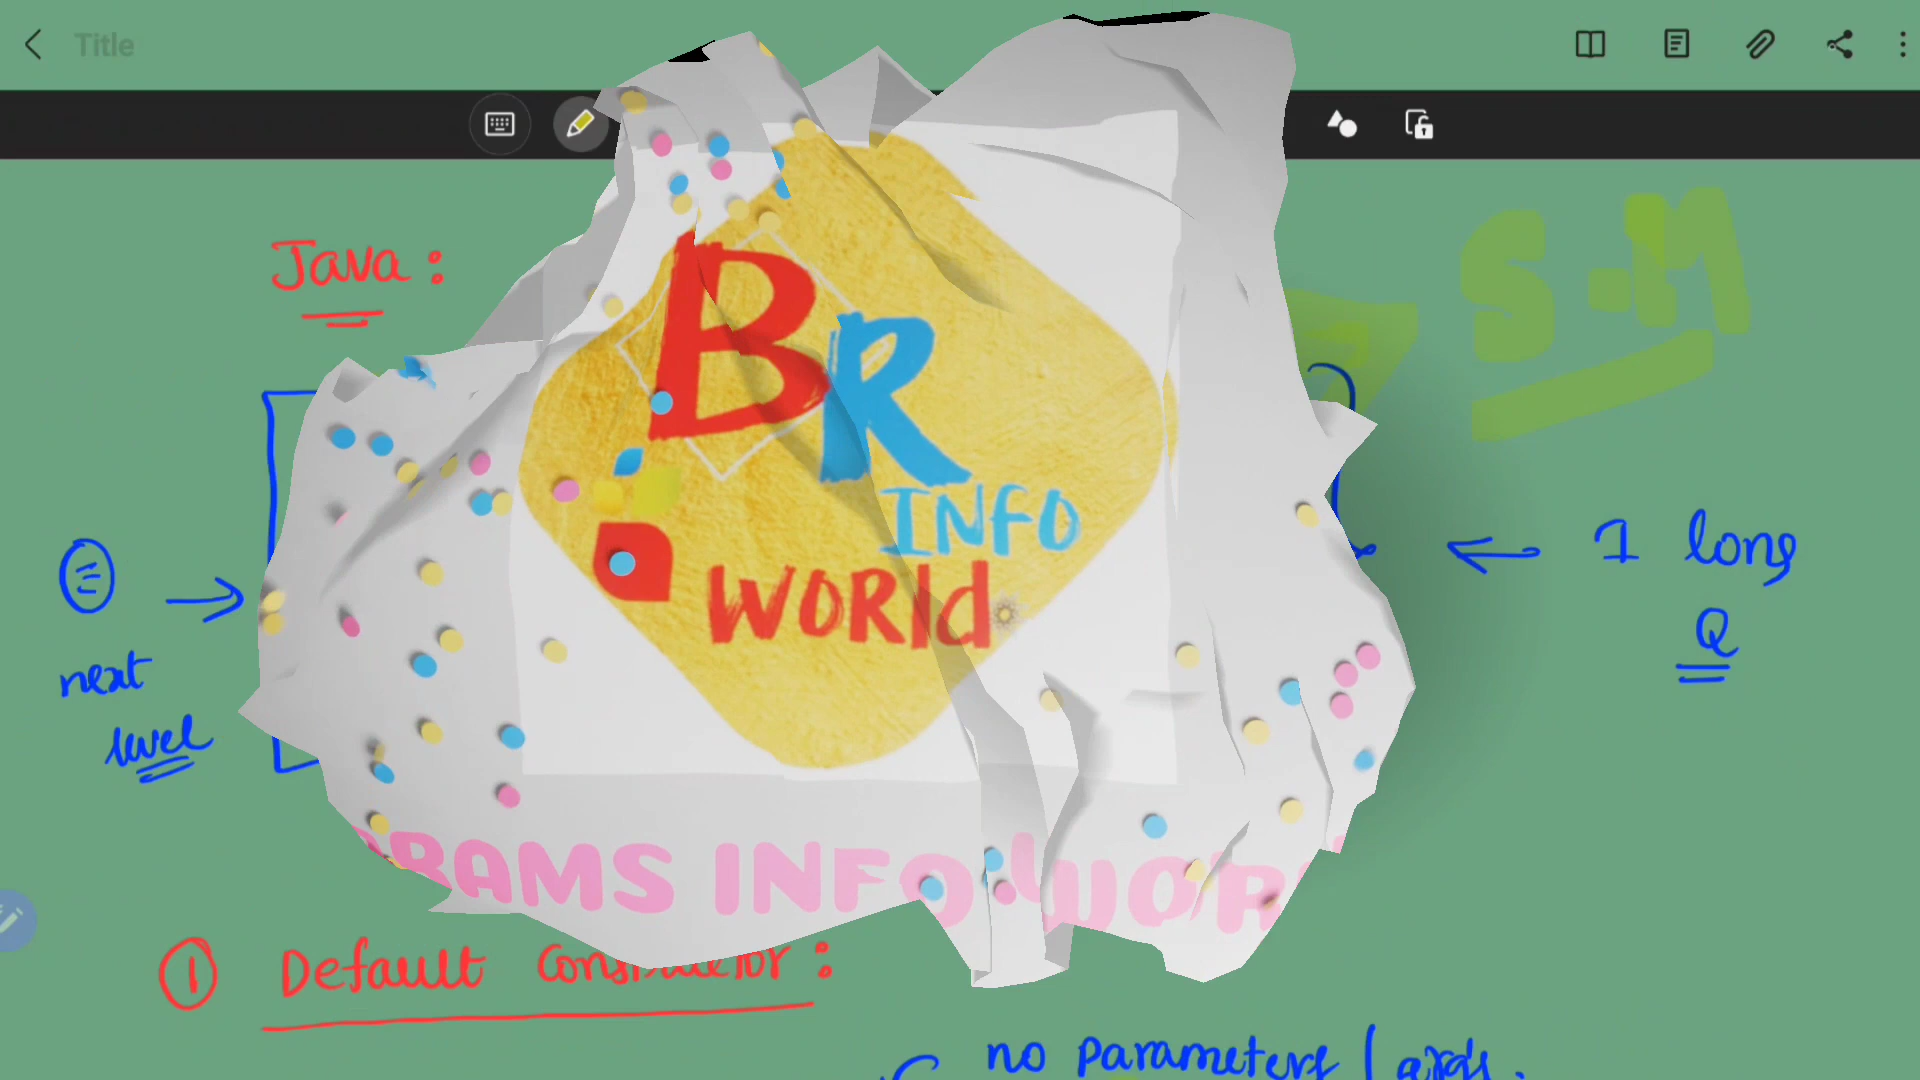 Title
Java :
S.M
BR
INFO
WORld
1 long
Q
next
level
RAMS INFO WOR
1 Default Constructor :
no parameters / args.